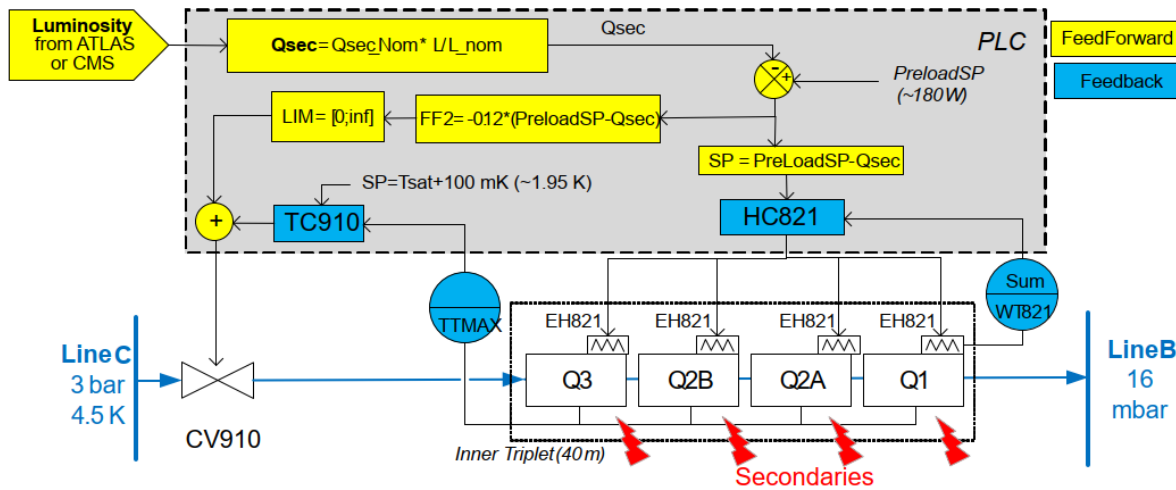 Luminosity
from ATLAS
or CMS
Qsec=Qsec_Nom* L/L_nom
Qsec
PLC
FeedForward
Feedback
-
+
PreloadSP
(~180W)
LIM= [0;inf]
FF2= -012*(PreloadSP-Qsec)
SP = PreLoadSP-Qsec
SP=Tsat+100 mK (~1.95 K)
+
TC910
HC821
TTMAX
Sum
WT821
EH821
EH821
EH821
EH821
Line C
3 bar
4.5 K
Q3
Q2B
Q2A
Q1
Line B
16
mbar
CV910
Inner Triplet (40 m)
Secondaries